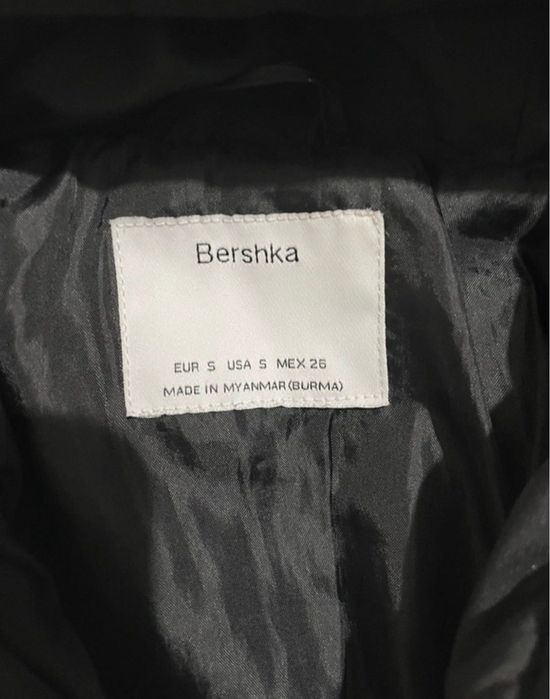 Bershka
EUR S USA S MEX 26
MADE IN MYANMAR(BURMA)